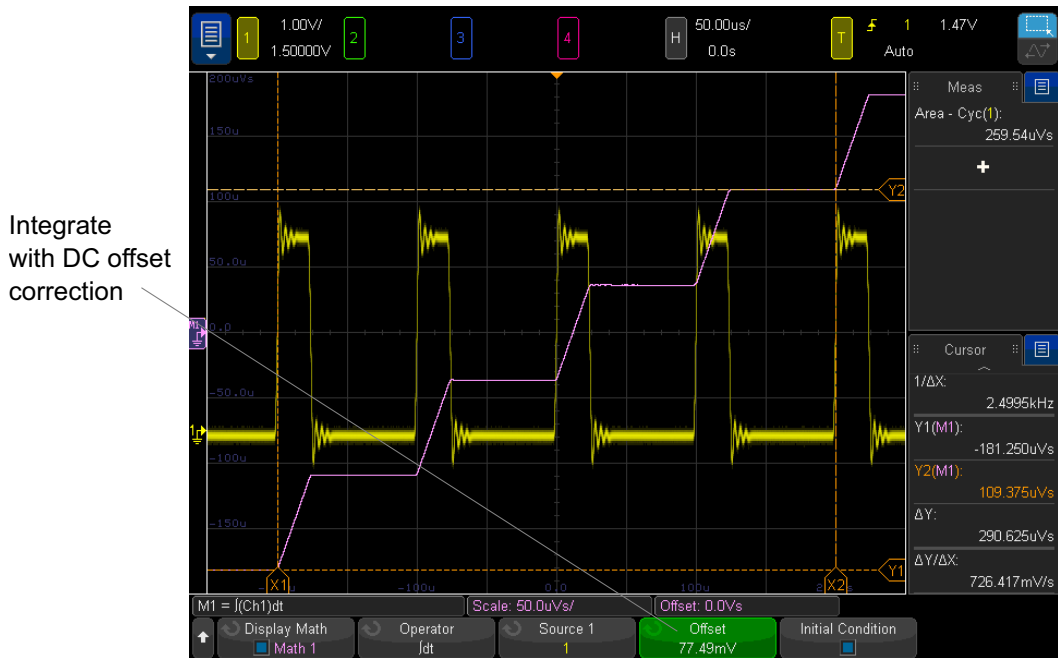 1
1.00V/
1.50000V
2
3
4
H
50.00us/
0.0s
T
1
1.47V
Auto
Integrate
with DC offset
correction
200uVs
150u
100u
50.0u
0.0
-50.0u
-100u
-150u
M1
1
Y2
Y1
X1
X2
-100u
0.0
100u
Meas
Area - Cyc(1):
259.54uVs
+
Cursor
1/ΔX:
2.4995kHz
Y1(M1):
-181.250uVs
Y2(M1):
109.375uVs
ΔY:
290.625uVs
ΔY/ΔX:
726.417mV/s
M1 = ∫(Ch1)dt
Scale: 50.0uVs/
Offset: 0.0Vs
Display Math
Math 1
Operator
∫dt
Source 1
1
Offset
77.49mV
Initial Condition